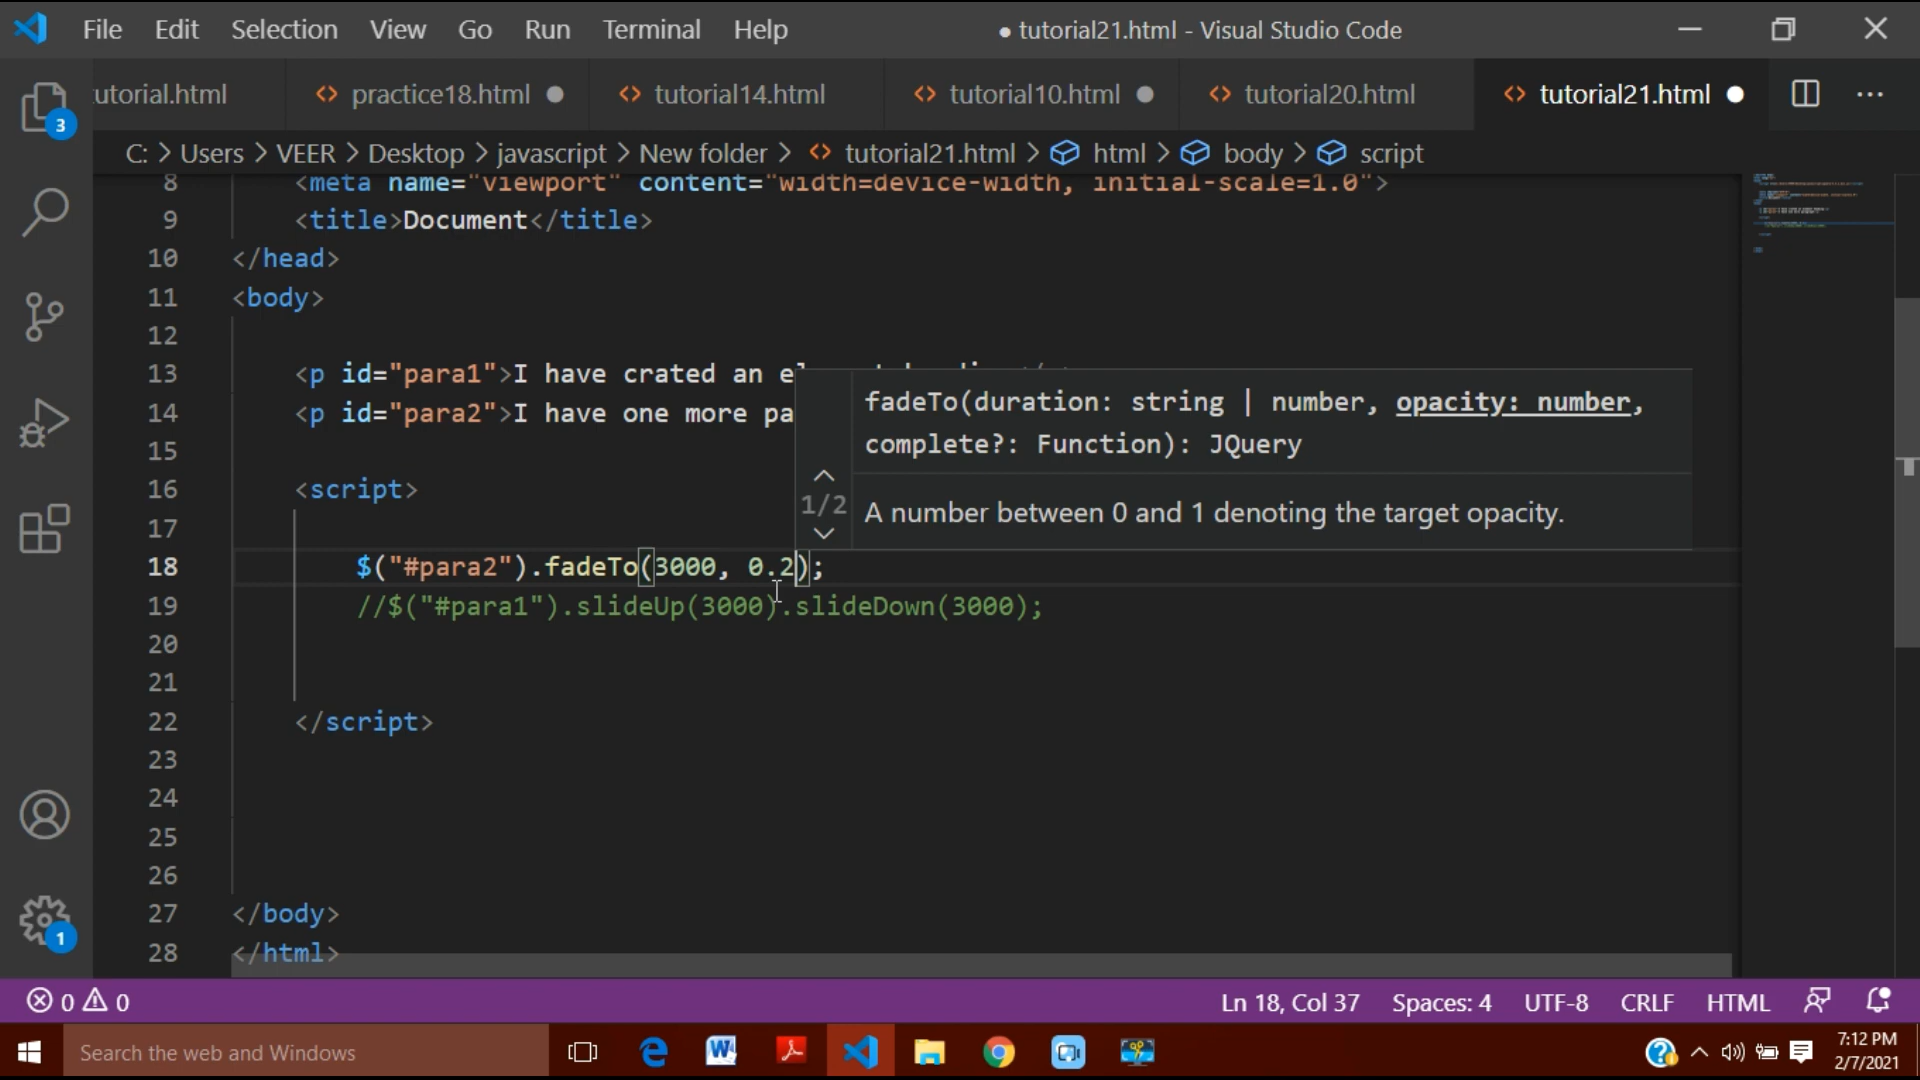 File Edit Selection View Go Run Terminal Help ● tutorial21.html - Visual Studio Code
utorial.html practice18.html tutorial14.html tutorial10.html tutorial20.html tutorial21.html
C: > Users > VEER > Desktop > javascript > New folder > tutorial21.html > html > body > script
8 <meta name="viewport" content="width=device-width, initial-scale=1.0">
9 <title>Document</title>
10 </head>
11 <body>
12
13 <p id="para1">I have crated an
14 <p id="para2">I have one more pa
15
fadeTo(duration: string | number, opacity: number,
complete?: Function): JQuery
1/2 A number between 0 and 1 denoting the target opacity.
16 <script>
17
18 $("#para2").fadeTo(3000, 0.2);
19 //$("#para1").slideUp(3000).slideDown(3000);
20
21
22 </script>
23
24
25
26
27 </body>
28 </html>
3
1
0 0 Ln 18, Col 37 Spaces: 4 UTF-8 CRLF HTML
Search the web and Windows
7:12 PM
2/7/2021